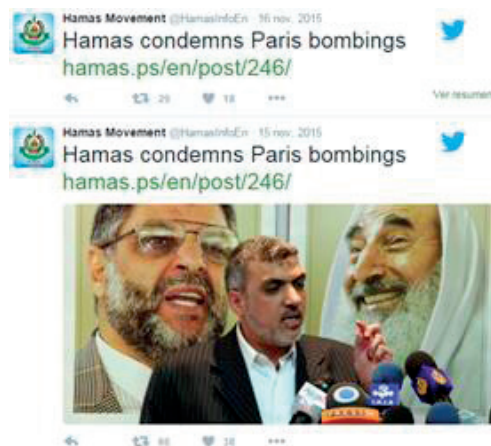 Hamas Movement @HamasInfoEn · 16 nov. 2015
Hamas condemns Paris bombings
hamas.ps/en/post/246/
29 18
Ver resumen
Hamas Movement @HamasInfoEn · 15 nov. 2015
Hamas condemns Paris bombings
hamas.ps/en/post/246/
38